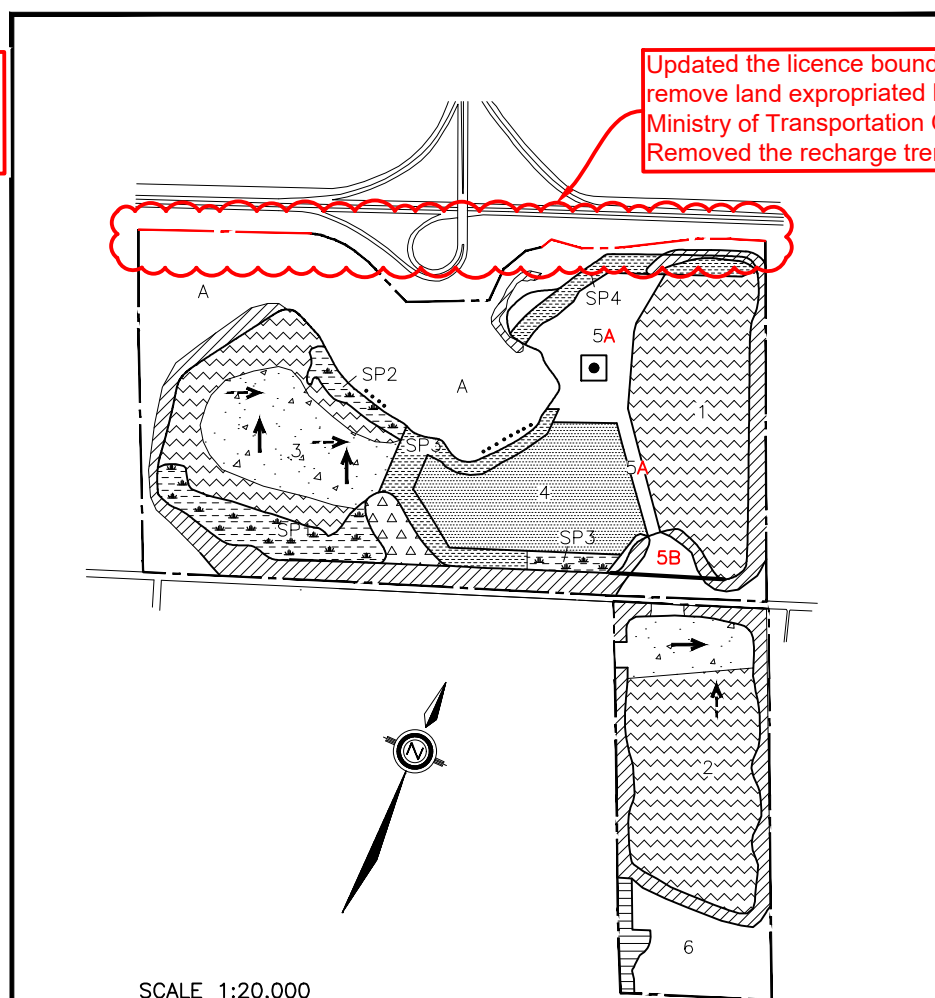 Updated the licence bound
remove land expropriated
Ministry of Transportation
Removed the recharge tren
A
SP4
5A
SP2
A
1
3
SP3
5A
4
SP1
SP3
5B
N
2
6
SCALE 1:20,000